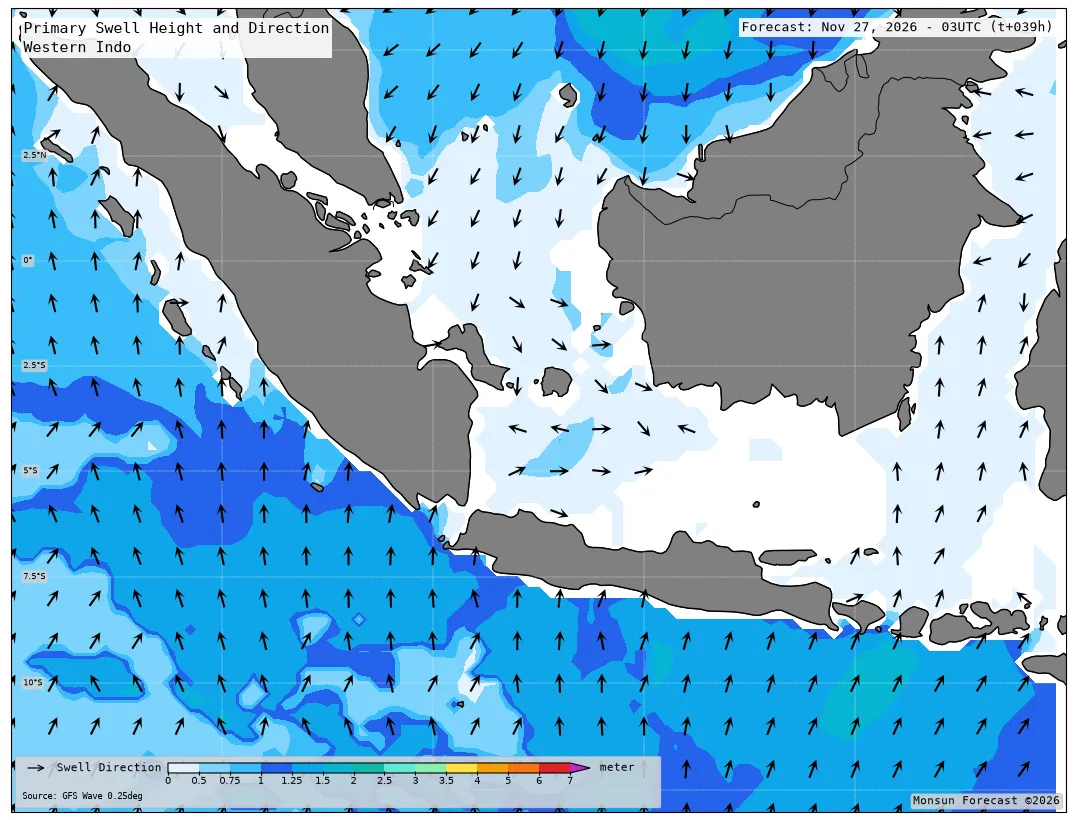 Primary Swell Height and Direction
Western Indo
Forecast: Nov 27, 2026 - 03UTC (t+039h)
2.5°N
0°
2.5°S
5°S
7.5°S
10°S
Swell Direction
0 0.5 0.75 1 1.25 1.5 2 2.5 3 3.5 4 5 6 7
meter
Source: GFS Wave 0.25deg
Monsun Forecast ©2026